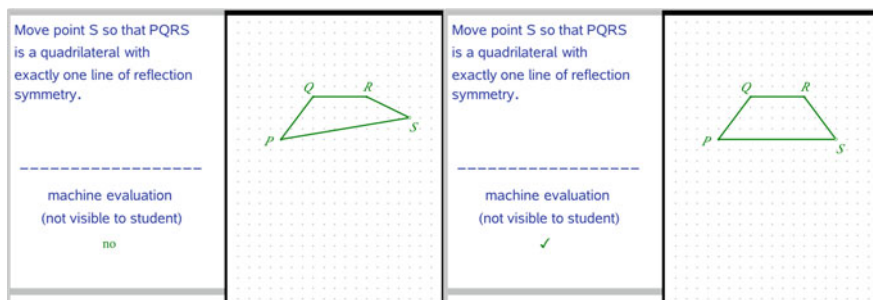 Move point S so that PQRS
is a quadrilateral with
exactly one line of reflection
symmetry.
machine evaluation
(not visible to student)
no
Q
R
P
S
Move point S so that PQRS
is a quadrilateral with
exactly one line of reflection
symmetry.
machine evaluation
(not visible to student)
✓
Q
R
P
S